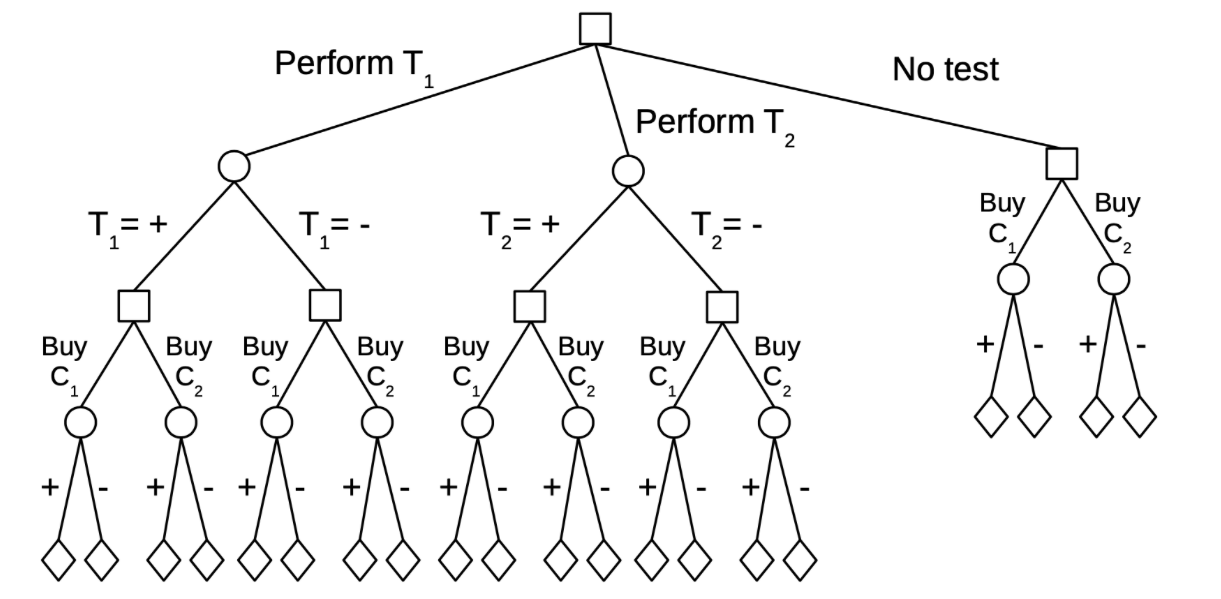 Perform T1
No test
Perform T2
T1= +
T1= -
T2= +
T2= -
Buy C1
Buy C2
Buy C1
Buy C2
Buy C1
Buy C2
Buy C1
Buy C2
Buy C1
Buy C2
+ - + -
+ - + - + - + - + - + - + - + -